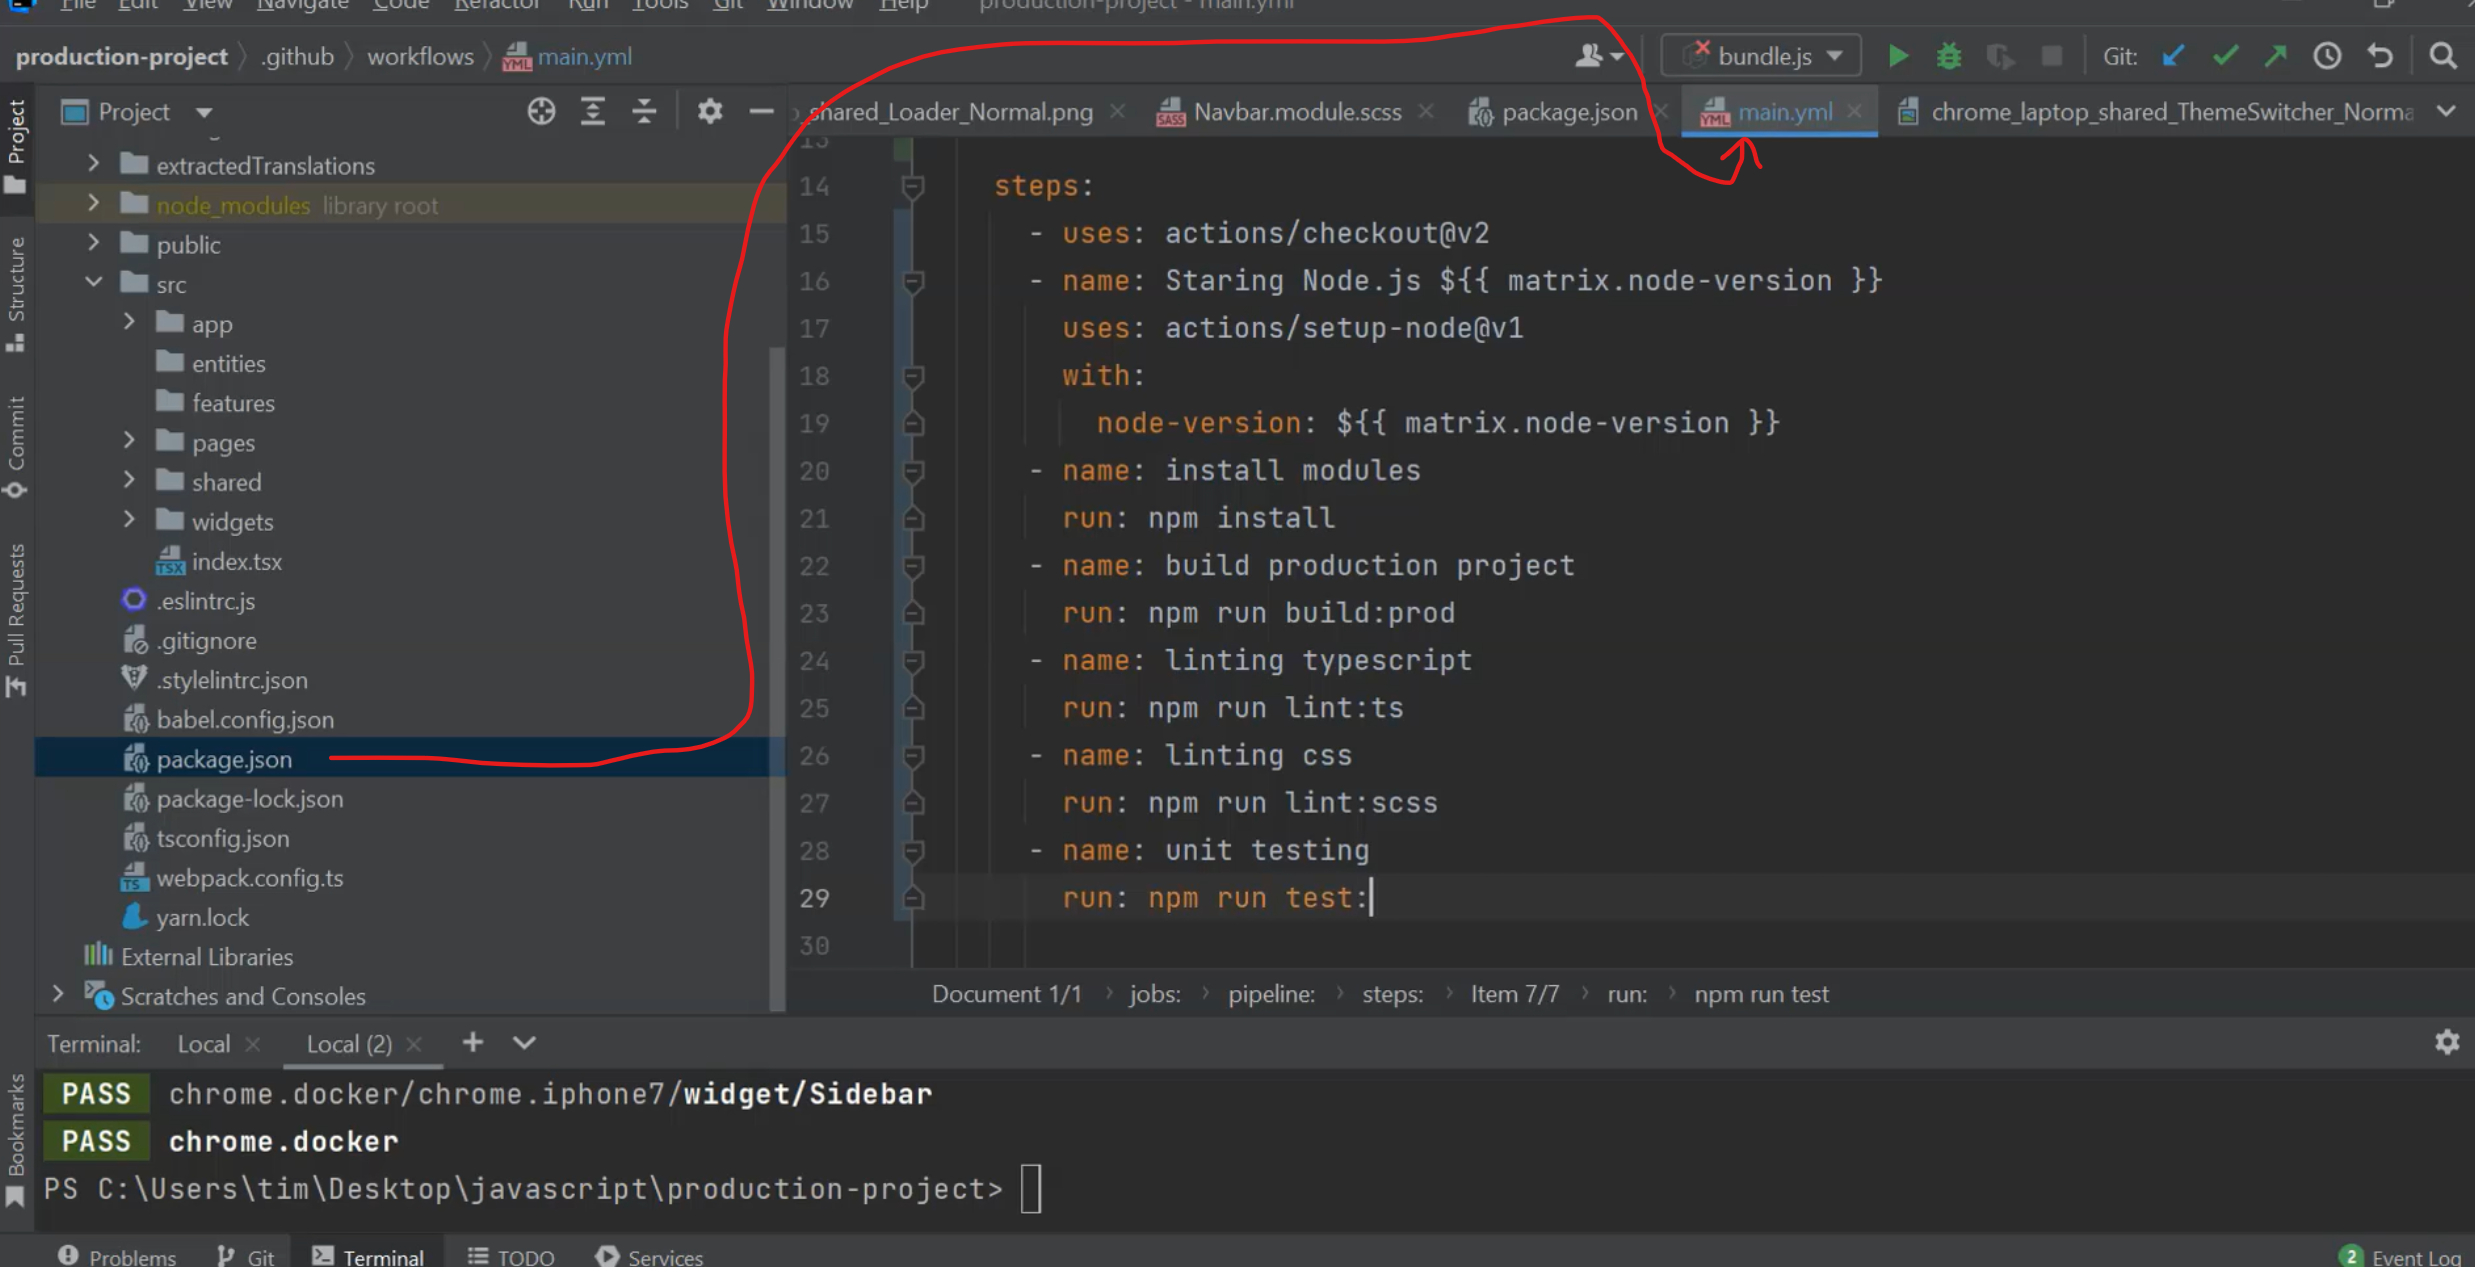 File Edit View Navigate Code Refactor Run Tools Git Window Help production-project - main.yml
production-project .github workflows main.yml bundle.js Git:
Project
_shared_Loader_Normal.png Navbar.module.scss package.json main.yml chrome_laptop_shared_ThemeSwitcher_Norma
Project
Structure
Commit
Pull Requests
Bookmarks
extractedTranslations
node_modules library root
public
src
app
entities
features
pages
shared
widgets
index.tsx
.eslintrc.js
.gitignore
.stylelintrc.json
babel.config.json
package.json
package-lock.json
tsconfig.json
webpack.config.ts
yarn.lock
External Libraries
Scratches and Consoles
13
14 steps:
15 - uses: actions/checkout@v2
16 - name: Staring Node.js ${{ matrix.node-version }}
17 uses: actions/setup-node@v1
18 with:
19 node-version: ${{ matrix.node-version }}
20 - name: install modules
21 run: npm install
22 - name: build production project
23 run: npm run build:prod
24 - name: linting typescript
25 run: npm run lint:ts
26 - name: linting css
27 run: npm run lint:scss
28 - name: unit testing
29 run: npm run test:
30
Document 1/1 jobs: pipeline: steps: Item 7/7 run: npm run test
Terminal: Local Local (2)
PASS chrome.docker/chrome.iphone7/widget/Sidebar
PASS chrome.docker
PS C:\Users\tim\Desktop\javascript\production-project>
Problems Git Terminal TODO Services 2 Event Log